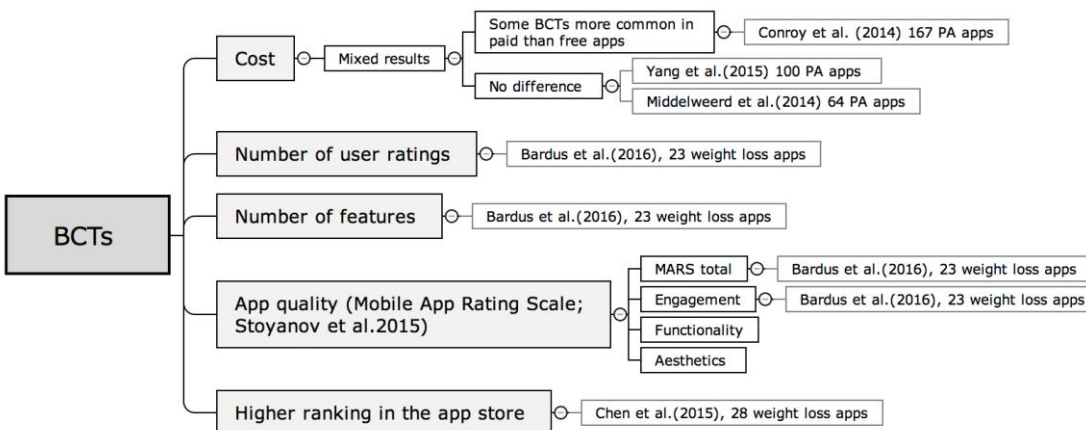 BCTs
Cost
Mixed results
Some BCTs more common in
paid than free apps
Conroy et al. (2014) 167 PA apps
No difference
Yang et al.(2015) 100 PA apps
Middelweerd et al.(2014) 64 PA apps
Number of user ratings
Bardus et al.(2016), 23 weight loss apps
Number of features
Bardus et al.(2016), 23 weight loss apps
App quality (Mobile App Rating Scale;
Stoyanov et al.2015)
MARS total
Bardus et al.(2016), 23 weight loss apps
Engagement
Bardus et al.(2016), 23 weight loss apps
Functionality
Aesthetics
Higher ranking in the app store
Chen et al.(2015), 28 weight loss apps